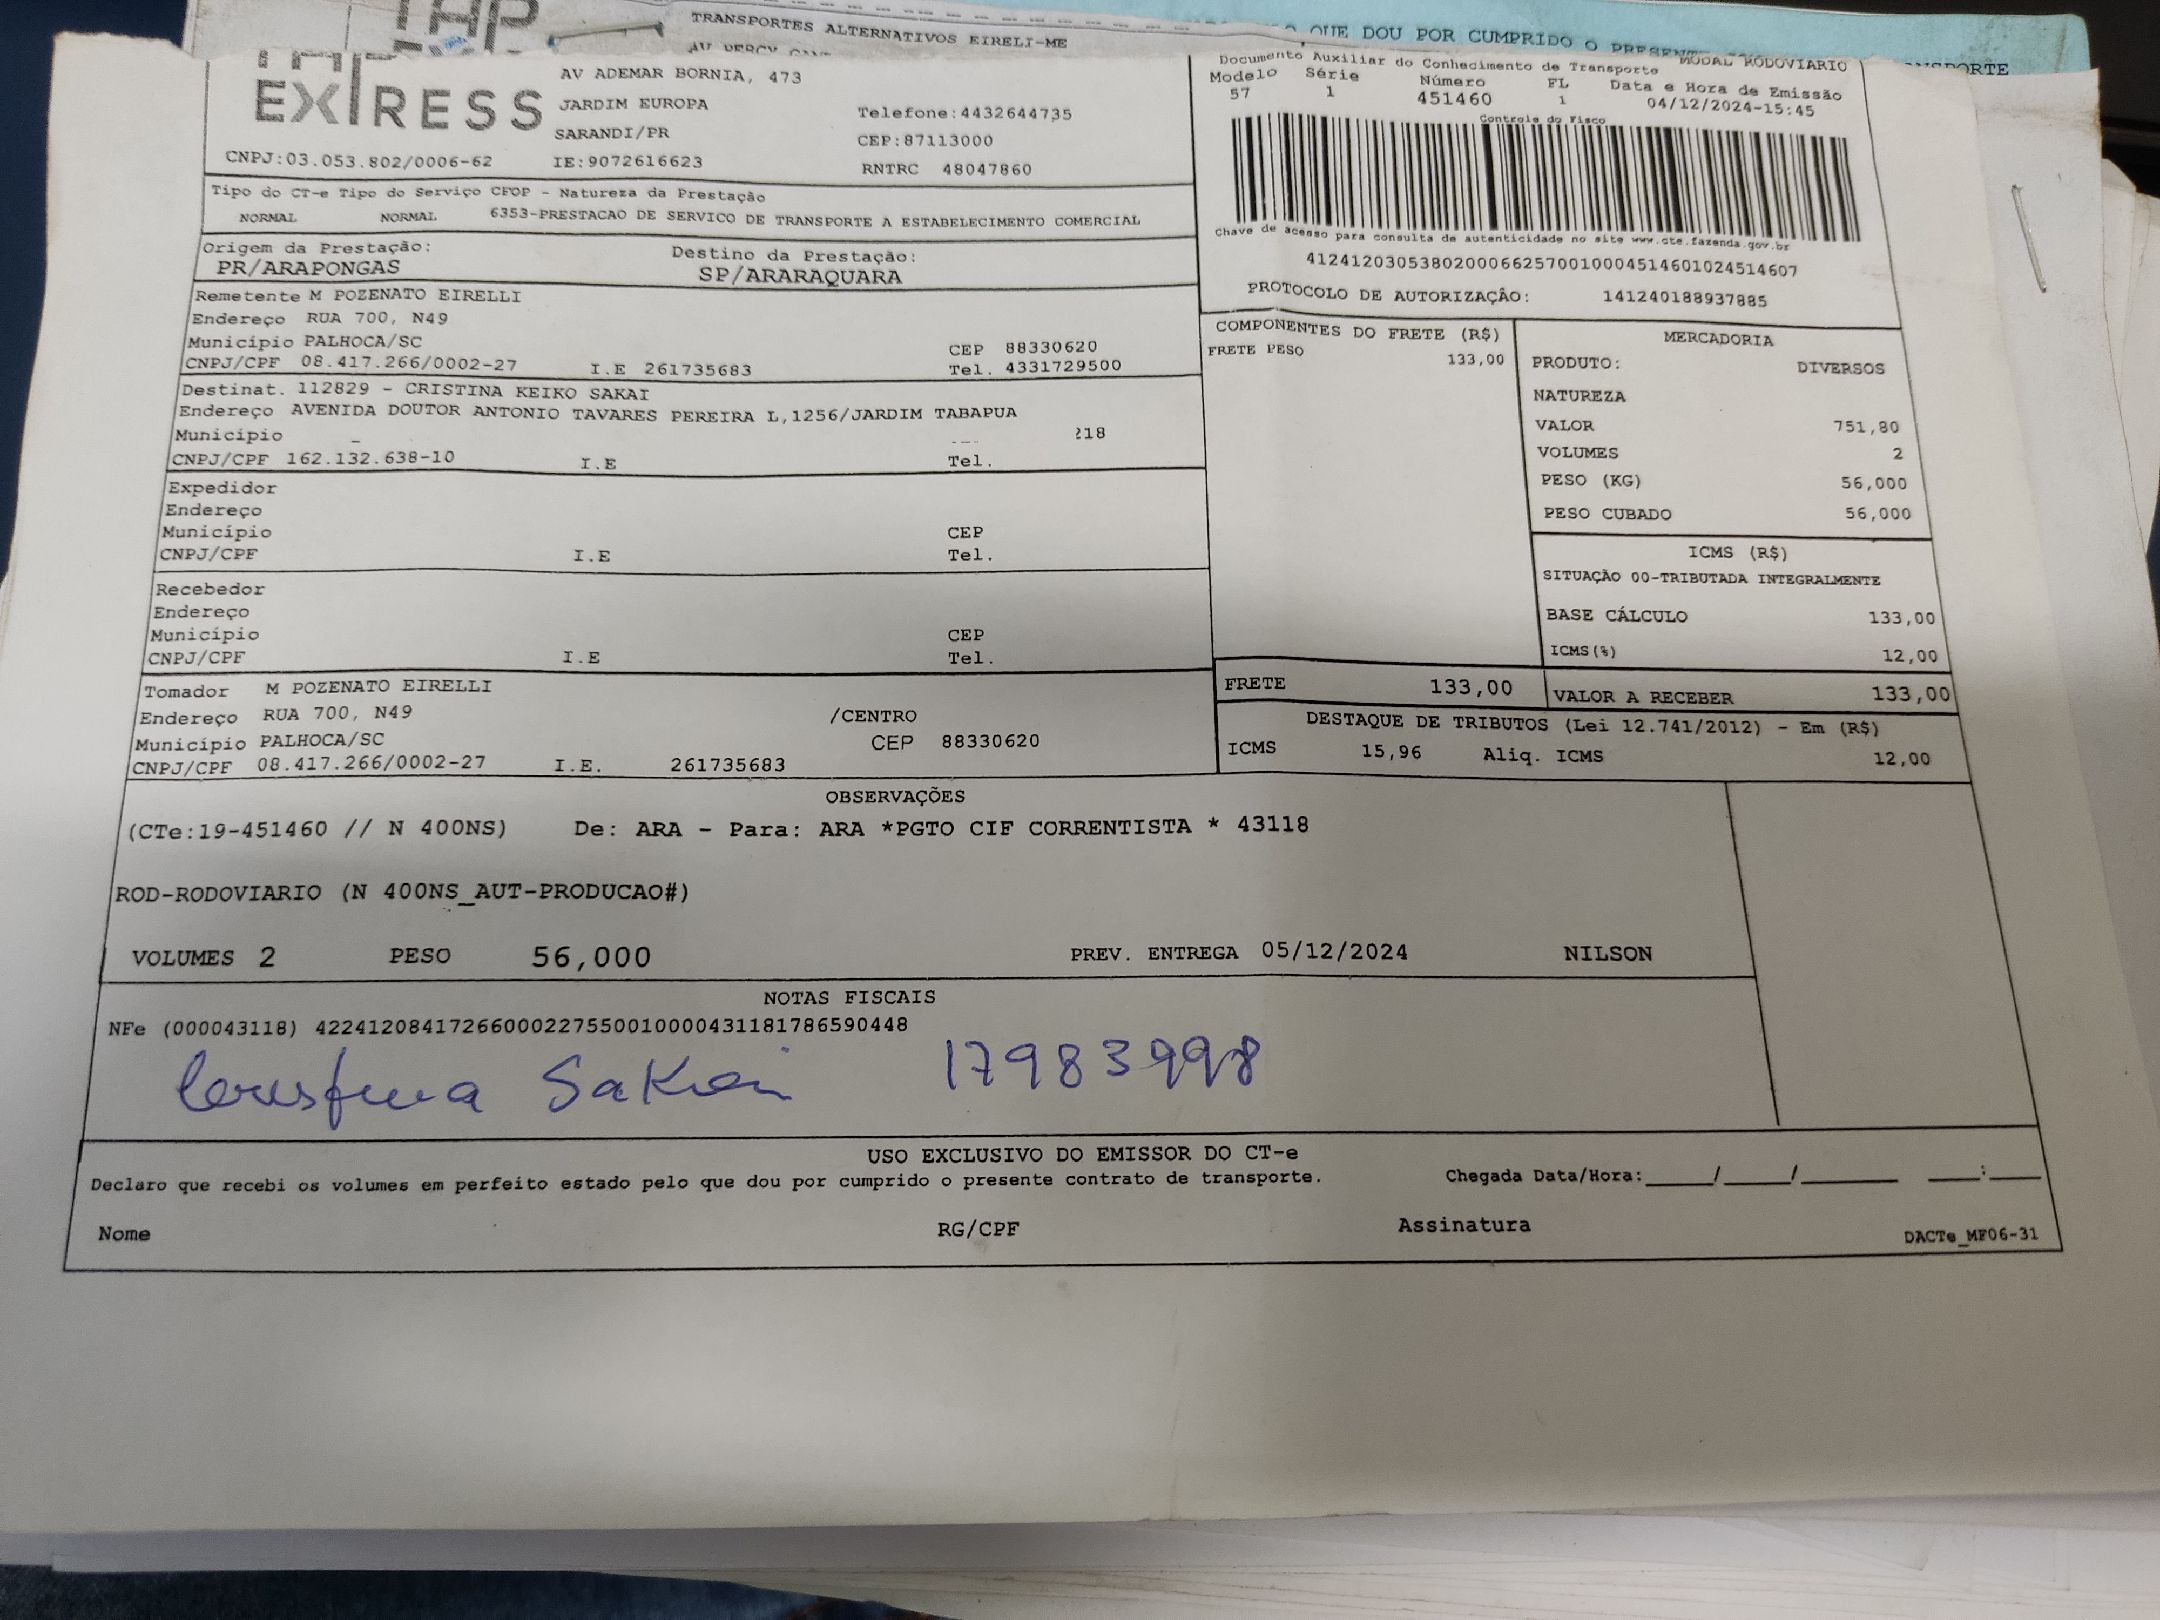 TRANSPORTES ALTERNATIVOS EIRELI-ME
QUE DOU POR CUMPRIDO O
EXPRESS
AV ADEMAR BORNIA, 473
JARDIM EUROPA
SARANDI/PR
Telefone:4432644735
CEP:87113000
CNPJ:03.053.802/0006-62 IE:9072616623 RNTRC 48047860
Documento Auxiliar do Conhecimento de Transporte MODAL RODOVIARIO
Modelo Série Número FL Data e Hora de Emissão
57 1 451460 1 04/12/2024-15:45
Controle do Fisco
Chave de acesso para consulta de autenticidade no site www.cte.fazenda.gov.br
41241203053802000662570010004514601024514607
PROTOCOLO DE AUTORIZAÇÃO: 141240188937885
Tipo do CT-e Tipo do Serviço CFOP - Natureza da Prestação
NORMAL NORMAL 6353-PRESTACAO DE SERVICO DE TRANSPORTE A ESTABELECIMENTO COMERCIAL
Origem da Prestação: Destino da Prestação:
PR/ARAPONGAS SP/ARARAQUARA
Remetente M POZENATO EIRELLI
Endereço RUA 700, N49
Município PALHOCA/SC CEP 88330620
CNPJ/CPF 08.417.266/0002-27 I.E 261735683 Tel. 4331729500
Destinat. 112829 - CRISTINA KEIKO SAKAI
Endereço AVENIDA DOUTOR ANTONIO TAVARES PEREIRA L,1256/JARDIM TABAPUA
Município 218
CNPJ/CPF 162.132.638-10 I.E Tel.
Expedidor
Endereço
Município CEP
CNPJ/CPF I.E Tel.
Recebedor
Endereço
Município CEP
CNPJ/CPF I.E Tel.
Tomador M POZENATO EIRELLI
Endereço RUA 700, N49 /CENTRO
Município PALHOCA/SC CEP 88330620
CNPJ/CPF 08.417.266/0002-27 I.E. 261735683
COMPONENTES DO FRETE (R$)
FRETE PESO 133,00
MERCADORIA
PRODUTO: DIVERSOS
NATUREZA
VALOR 751,80
VOLUMES 2
PESO (KG) 56,000
PESO CUBADO 56,000
ICMS (R$)
SITUAÇÃO 00-TRIBUTADA INTEGRALMENTE
BASE CÁLCULO 133,00
ICMS(%) 12,00
FRETE 133,00 VALOR A RECEBER 133,00
DESTAQUE DE TRIBUTOS (Lei 12.741/2012) - Em (R$)
ICMS 15,96 Aliq. ICMS 12,00
OBSERVAÇÕES
(CTe:19-451460 // N 400NS) De: ARA - Para: ARA *PGTO CIF CORRENTISTA * 43118
ROD-RODOVIARIO (N 400NS_AUT-PRODUCAO#)
VOLUMES 2 PESO 56,000 PREV. ENTREGA 05/12/2024 NILSON
NOTAS FISCAIS
NFe (000043118) 42241208417266000227550010000431181786590448
Cristina Sakai 17983998
USO EXCLUSIVO DO EMISSOR DO CT-e
Declaro que recebi os volumes em perfeito estado pelo que dou por cumprido o presente contrato de transporte. Chegada Data/Hora:_____/_____/_______ ____:____
Nome RG/CPF Assinatura DACTe_MF06-31